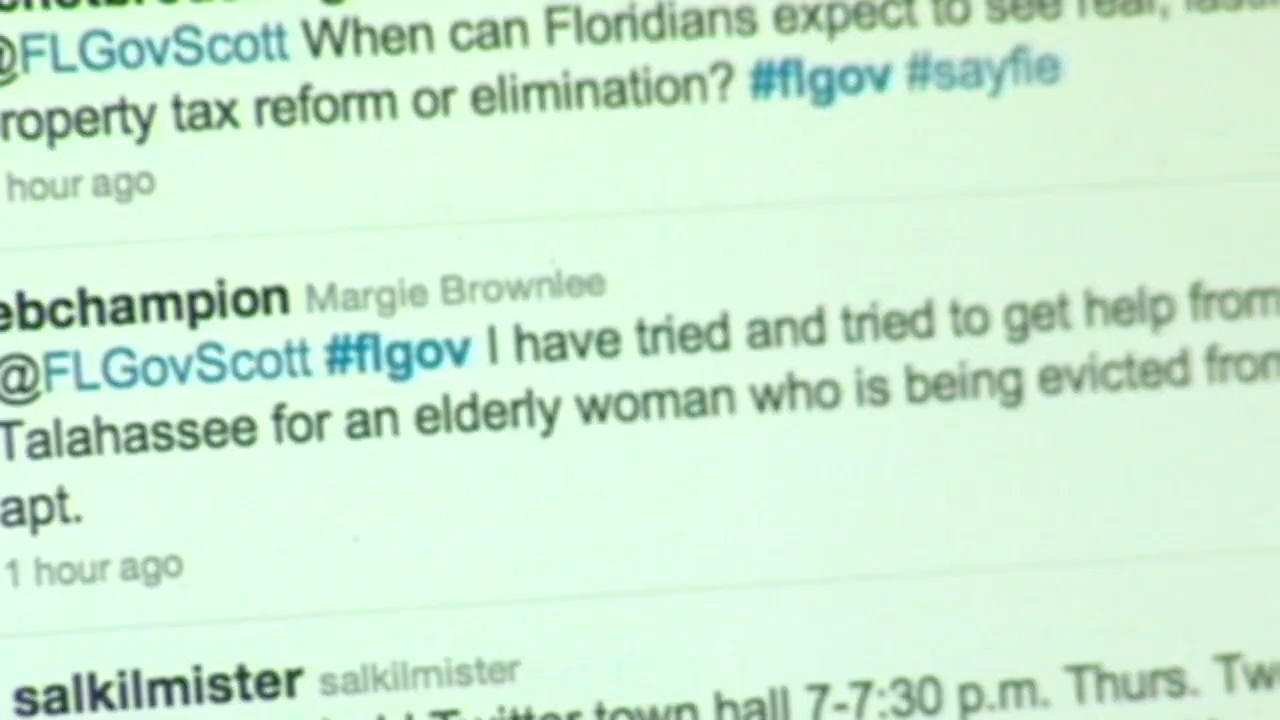 @FLGovScott When can Floridians expect to see real,
roperty tax reform or elimination? #flgov #sayfie
hour ago
ebchampion Margie Brownlee
@FLGovScott #flgov I have tried and tried to get help from
Talahassee for an elderly woman who is being evicted from
apt.
1 hour ago
salkilmister salkilmister
Twitter town hall 7-7:30 p.m. Thurs.